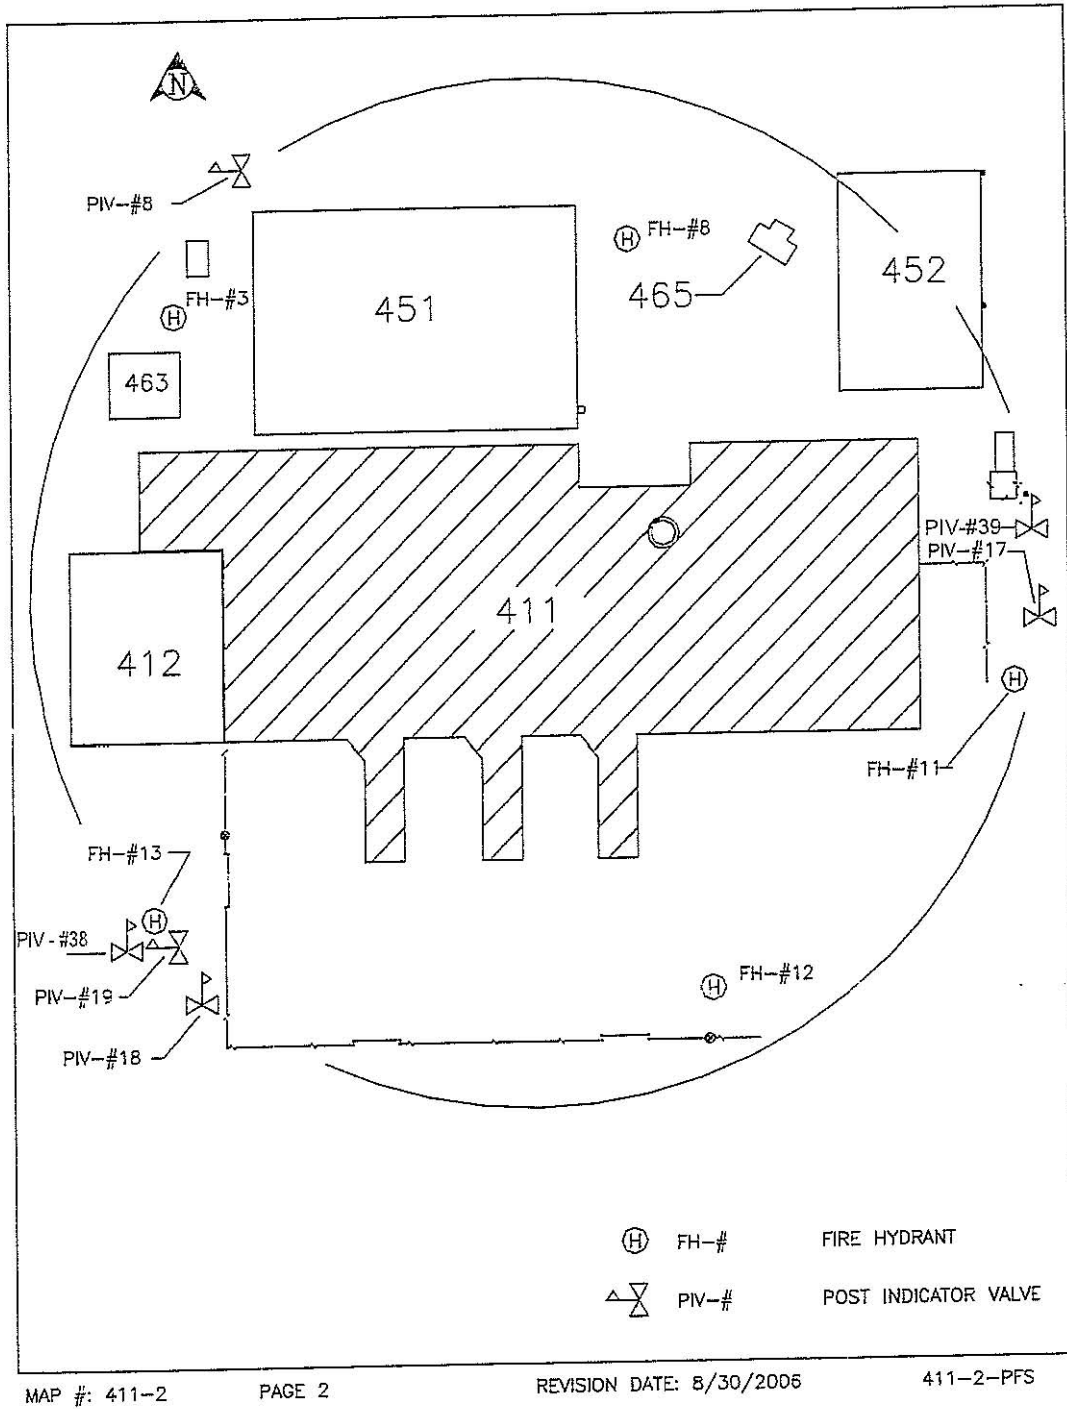 N
PIV-#8
FH-#8
452
465
FH-#3
451
463
PIV-#39
PIV-#17
411
412
FH-#11
FH-#13
PIV-#38
FH-#12
PIV-#19
PIV-#18
H FH-# FIRE HYDRANT
PIV-# POST INDICATOR VALVE
MAP #: 411-2 PAGE 2 REVISION DATE: 8/30/2006 411-2-PFS
H
H
H
H
H